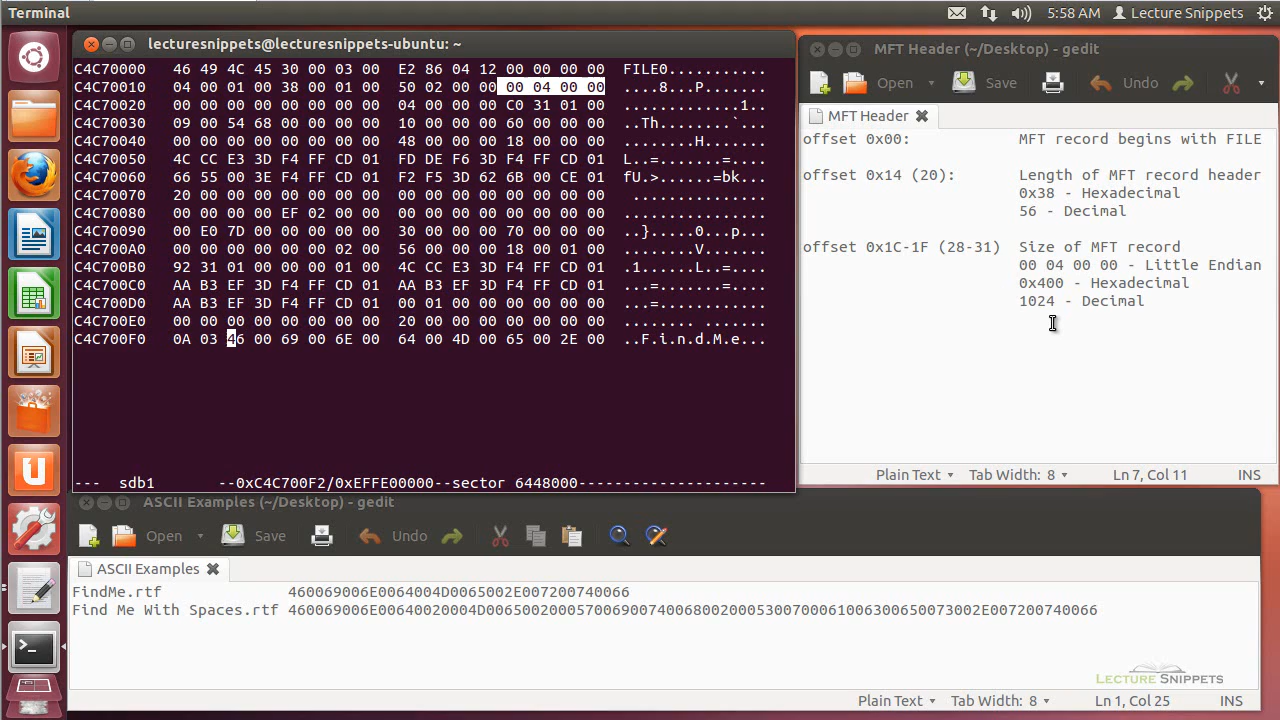 Terminal
5:58 AM
Lecture Snippets
lecturesnippets@lecturesnippets-ubuntu: ~
C4C70000 46 49 4C 45 30 00 03 00 E2 86 04 12 00 00 00 00 FILE0...........
C4C70010 04 00 01 00 38 00 01 00 50 02 00 00 00 04 00 00 ....8...P.......
C4C70020 00 00 00 00 00 00 00 00 04 00 00 00 C0 31 01 00 .............1..
C4C70030 09 00 54 68 00 00 00 00 10 00 00 00 60 00 00 00 ..Th........`...
C4C70040 00 00 00 00 00 00 00 00 48 00 00 00 18 00 00 00 ........H.......
C4C70050 4C CC E3 3D F4 FF CD 01 FD DE F6 3D F4 FF CD 01 L..=.......=....
C4C70060 66 55 00 3E F4 FF CD 01 F2 F5 3D 62 6B 00 CE 01 fU.>......=bk...
C4C70070 20 00 00 00 00 00 00 00 00 00 00 00 00 00 00 00 ...............
C4C70080 00 00 00 00 EF 02 00 00 00 00 00 00 00 00 00 00 ................
C4C70090 00 E0 7D 00 00 00 00 00 30 00 00 00 70 00 00 00 ..}.....0...p...
C4C700A0 00 00 00 00 00 00 02 00 56 00 00 00 18 00 01 00 ........V.......
C4C700B0 92 31 01 00 00 00 01 00 4C CC E3 3D F4 FF CD 01 .1......L..=....
C4C700C0 AA B3 EF 3D F4 FF CD 01 AA B3 EF 3D F4 FF CD 01 ...=.......=....
C4C700D0 AA B3 EF 3D F4 FF CD 01 00 01 00 00 00 00 00 00 ...=............
C4C700E0 00 00 00 00 00 00 00 00 20 00 00 00 00 00 00 00 ........ .......
C4C700F0 0A 03 46 00 69 00 6E 00 64 00 4D 00 65 00 2E 00 ..F.i.n.d.M.e...
--- sdb1 --0xC4C700F2/0xEFFE00000--sector 6448000---------------------
MFT Header (~/Desktop) - gedit
Open Save Undo
MFT Header
offset 0x00: MFT record begins with FILE
offset 0x14 (20): Length of MFT record header
0x38 - Hexadecimal
56 - Decimal
offset 0x1C-1F (28-31) Size of MFT record
00 04 00 00 - Little Endian
0x400 - Hexadecimal
1024 - Decimal
Plain Text Tab Width: 8 Ln 7, Col 11 INS
ASCII Examples (~/Desktop) - gedit
Open Save Undo
ASCII Examples
FindMe.rtf 460069006E0064004D0065002E007200740066
Find Me With Spaces.rtf 460069006E00640020004D00650020005700690074006800200053007000610063006500730​02E007200740066
LECTURE SNIPPETS
Plain Text Tab Width: 8 Ln 1, Col 25 INS